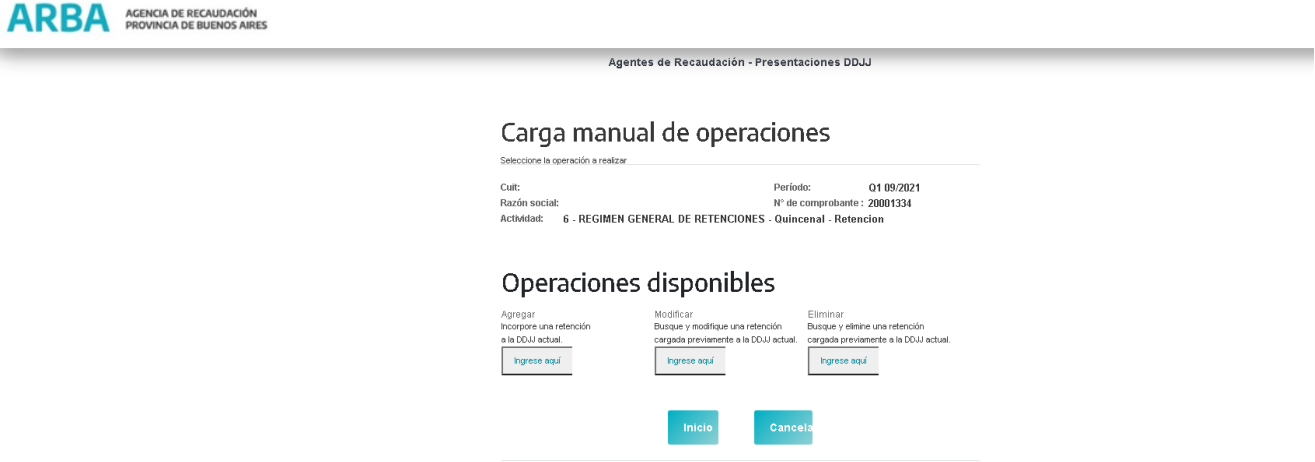 ARBA AGENCIA DE RECAUDACIÓN
PROVINCIA DE BUENOS AIRES
Agentes de Recaudación - Presentaciones DDJJ
Carga manual de operaciones
Seleccione la operación a realizar
Cuit: Período: Q1 09/2021
Razón social: N° de comprobante : 20001334
Actividad: 6 - REGIMEN GENERAL DE RETENCIONES - Quincenal - Retencion
Operaciones disponibles
Agregar Modificar Eliminar
Incorpore una retención Busque y modifique una retención Busque y elimine una retención
a la DDJJ actual. cargada previamente a la DDJJ actual. cargada previamente a la DDJJ actual.
Ingrese aquí Ingrese aquí Ingrese aquí
Inicio Cancela